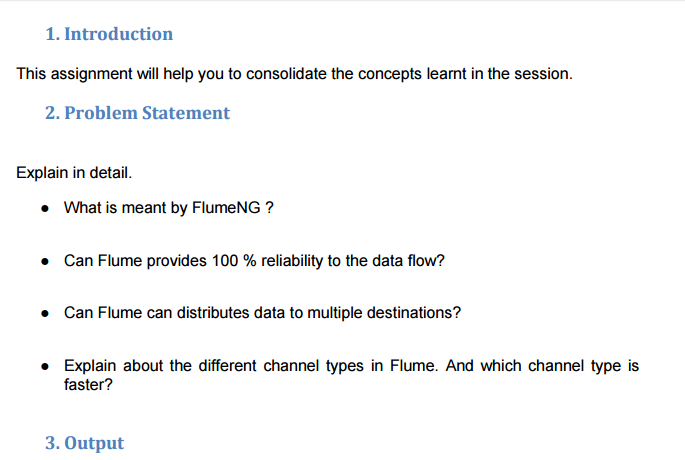 1. Introduction
This assignment will help you to consolidate the concepts learnt in the session.
2. Problem Statement
Explain in detail.
● What is meant by FlumeNG ?
● Can Flume provides 100 % reliability to the data flow?
● Can Flume can distributes data to multiple destinations?
● Explain about the different channel types in Flume. And which channel type is
faster?
3. Output